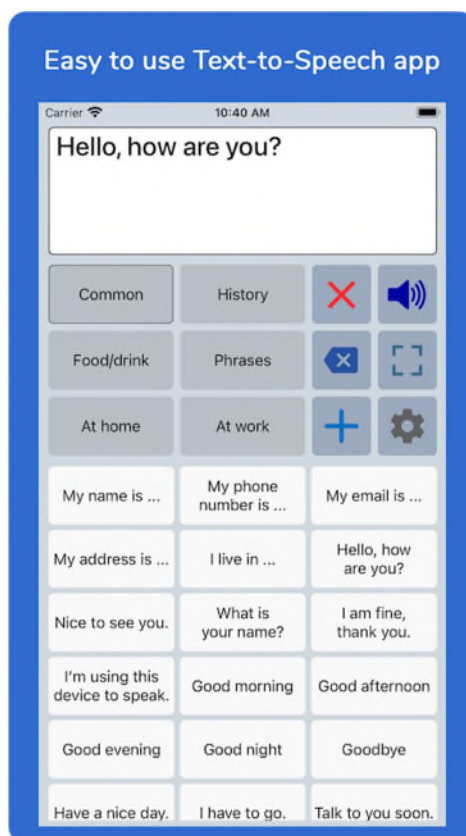 Easy to use Text-to-Speech app
Carrier 10:40 AM
Hello, how are you?
Common History
Food/drink Phrases
At home At work
My name is ... My phone number is ... My email is ...
My address is ... I live in ... Hello, how are you?
Nice to see you. What is your name? I am fine, thank you.
I'm using this device to speak. Good morning Good afternoon
Good evening Good night Goodbye
Have a nice day. I have to go. Talk to you soon.